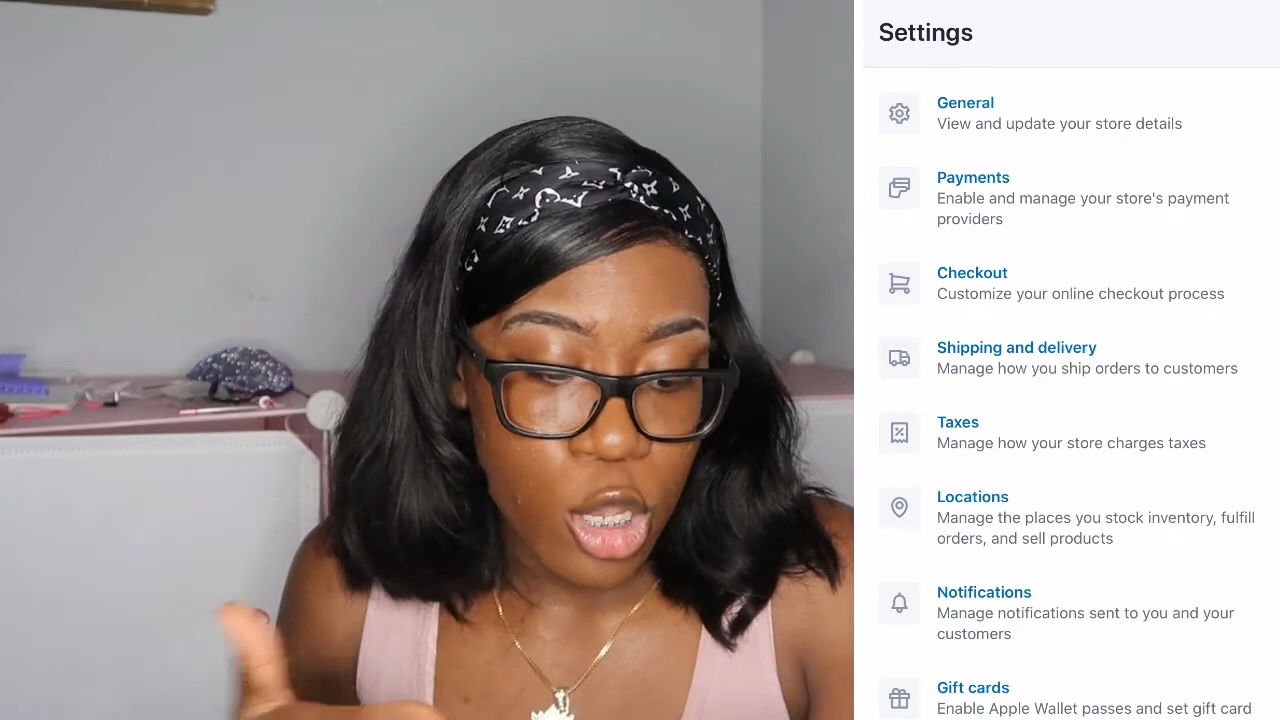 Settings
General
View and update your store details
Payments
Enable and manage your store's payment
providers
Checkout
Customize your online checkout process
Shipping and delivery
Manage how you ship orders to customers
Taxes
Manage how your store charges taxes
Locations
Manage the places you stock inventory, fulfill
orders, and sell products
Notifications
Manage notifications sent to you and your
customers
Gift cards
Enable Apple Wallet passes and set gift card